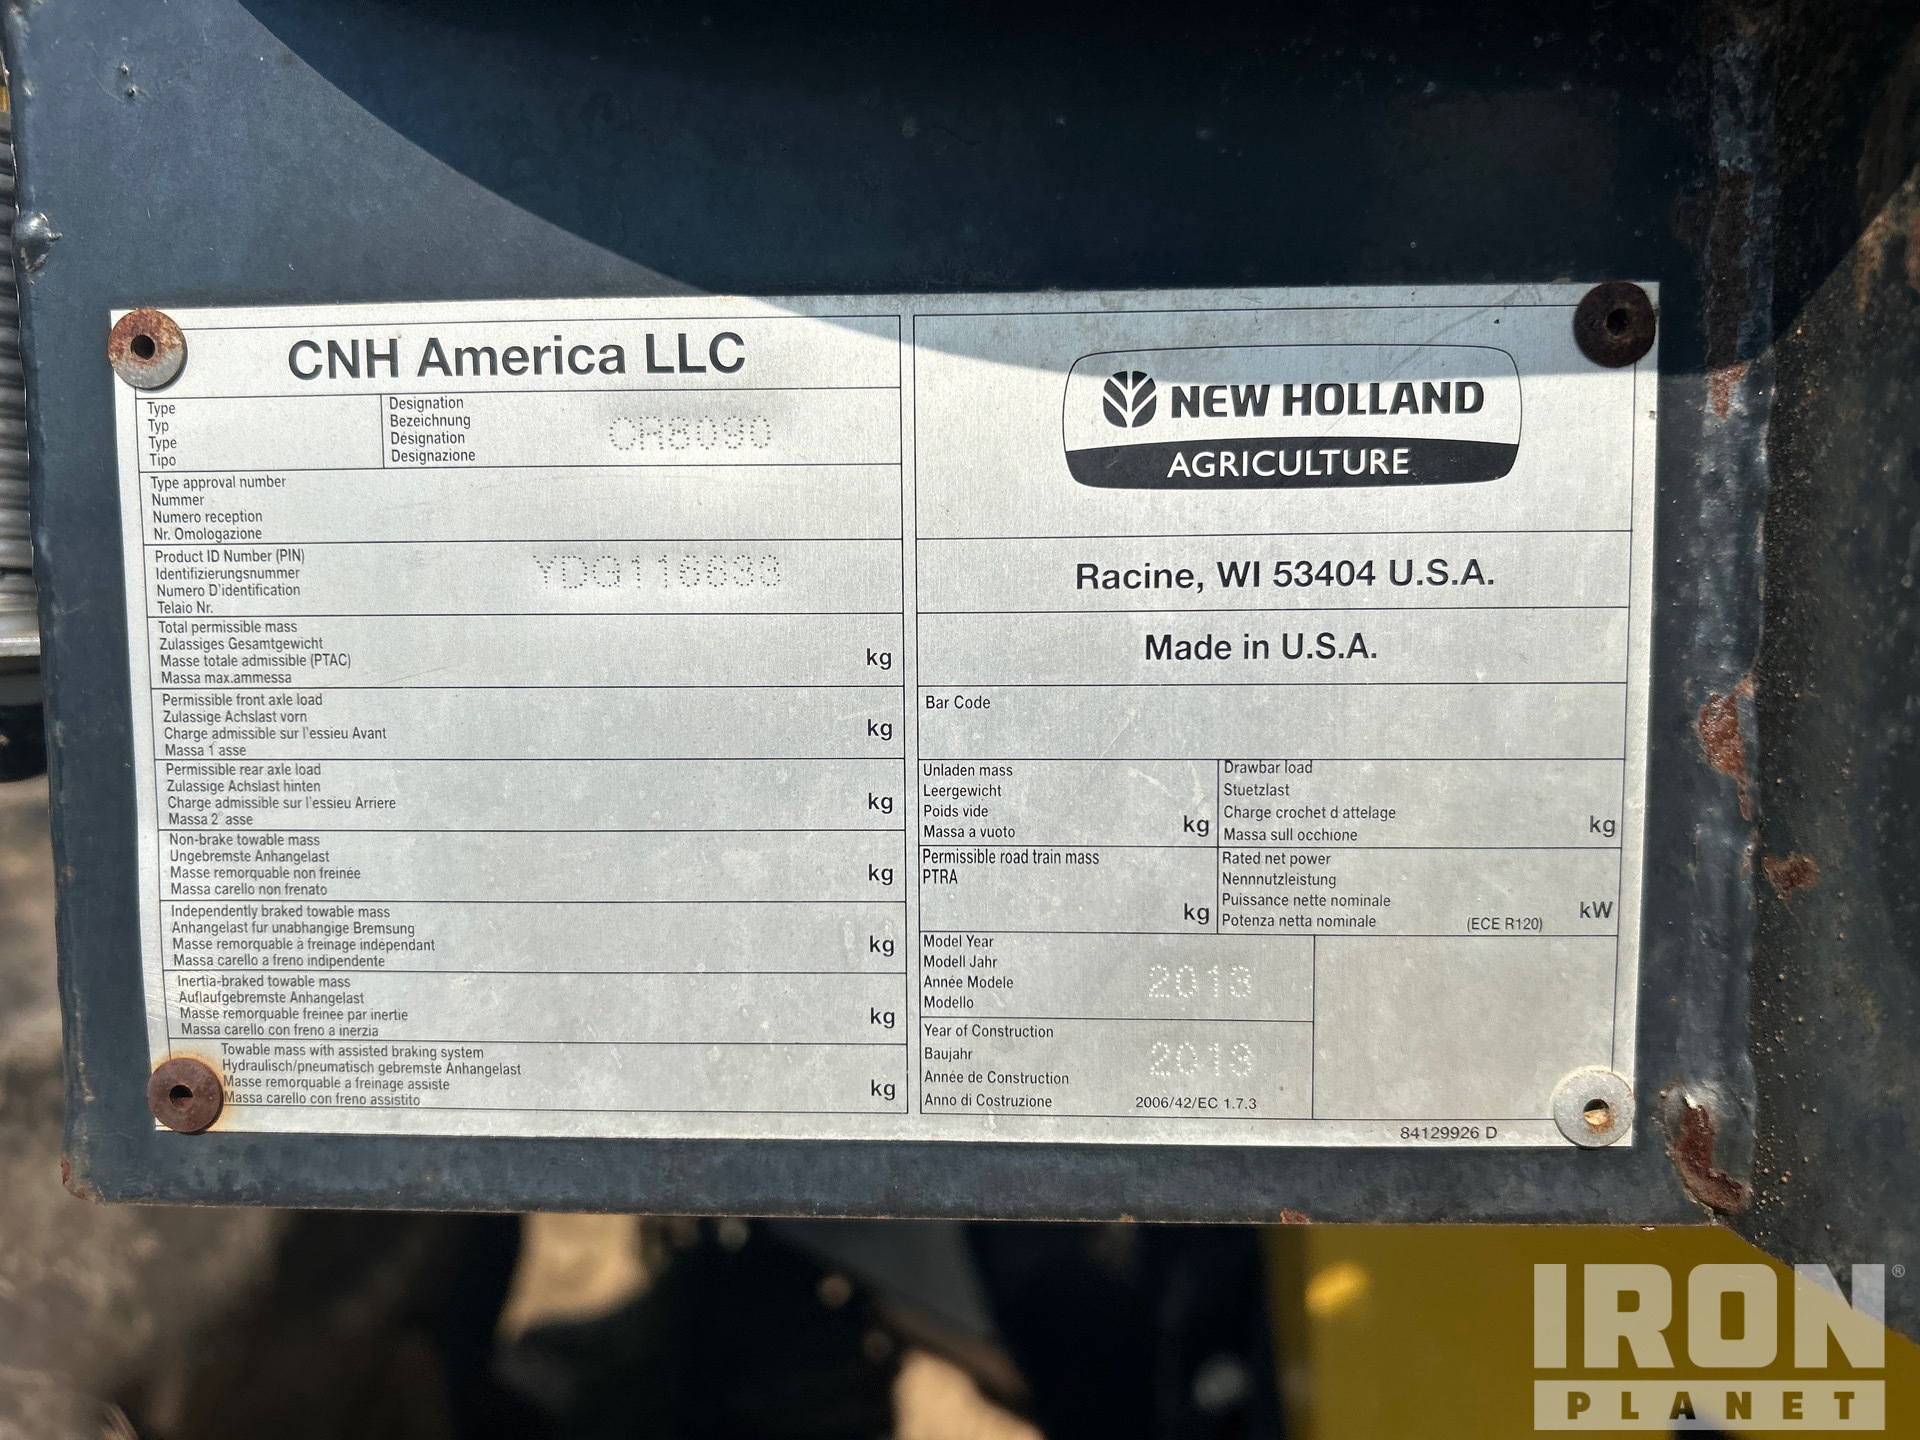 CNH America LLC
Type
Typ
Type
Tipo
Designation
Bezeichnung
Désignation
Designazione
CR8090
Type approval number
Nummer
Numero reception
Nr. Omologazione
Product ID Number (PIN)
Identifizierungsnummer
Numero D'identification
Telaio Nr.
YDG116633
Total permissible mass
Zulassiges Gesamtgewicht
Masse totale admissible (PTAC)
Massa max.ammessa
kg
Permissible front axle load
Zulassige Achslast vorn
Charge admissible sur l'essieu Avant
Massa 1 asse
kg
Permissible rear axle load
Zulassige Achslast hinten
Charge admissible sur l'essieu Arriere
Massa 2 asse
kg
Non-brake towable mass
Ungebremste Anhangelast
Masse remorquable non freinée
Massa carello non frenato
kg
Independently braked towable mass
Anhangelast fur unabhangige Bremsung
Masse remorquable à freinage indépendant
Massa carello a freno indipendente
kg
Inertia-braked towable mass
Auflaufgebremste Anhangelast
Masse remorquable freinée par inertie
Massa carello con freno a inerzia
kg
Towable mass with assisted braking system
Hydraulisch/pneumatisch gebremste Anhangelast
Masse remorquable a freinage assiste
Massa carello con freno assistito
kg
NEW HOLLAND
AGRICULTURE
Racine, WI 53404 U.S.A.
Made in U.S.A.
Bar Code
Unladen mass
Leergewicht
Poids vide
Massa a vuoto
kg
Drawbar load
Stuetzlast
Charge crochet d attelage
Massa sull occhione
kg
Permissible road train mass
PTRA
kg
Rated net power
Nennnutzleistung
Puissance nette nominale
Potenza netta nominale
(ECE R120)
kW
Model Year
Modell Jahr
Année Modele
Modello
2013
Year of Construction
Baujahr
Année de Construction
Anno di Costruzione
2013
2006/42/EC 1.7.3
84129926 D
IRON ®
PLANET